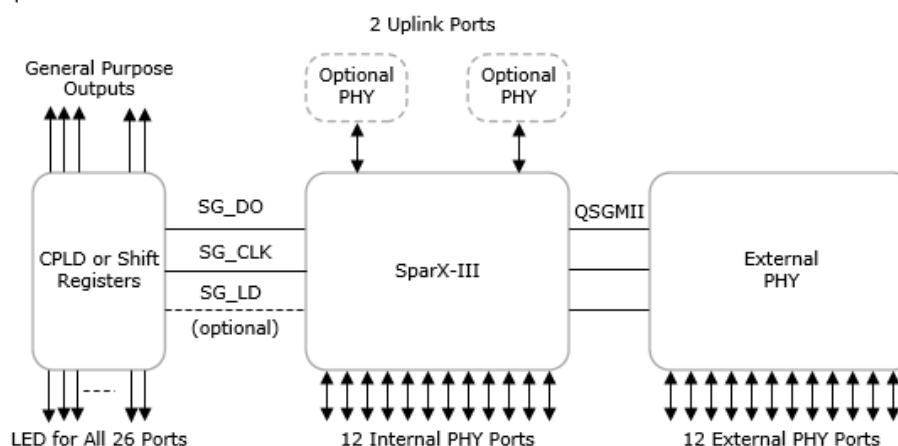 2 Uplink Ports
General Purpose
Outputs
Optional
PHY
Optional
PHY
SG_DO
QSGMII
CPLD or Shift
Registers
SG_CLK
SparX-III
External
PHY
SG_LD
(optional)
LED for All 26 Ports
12 Internal PHY Ports
12 External PHY Ports